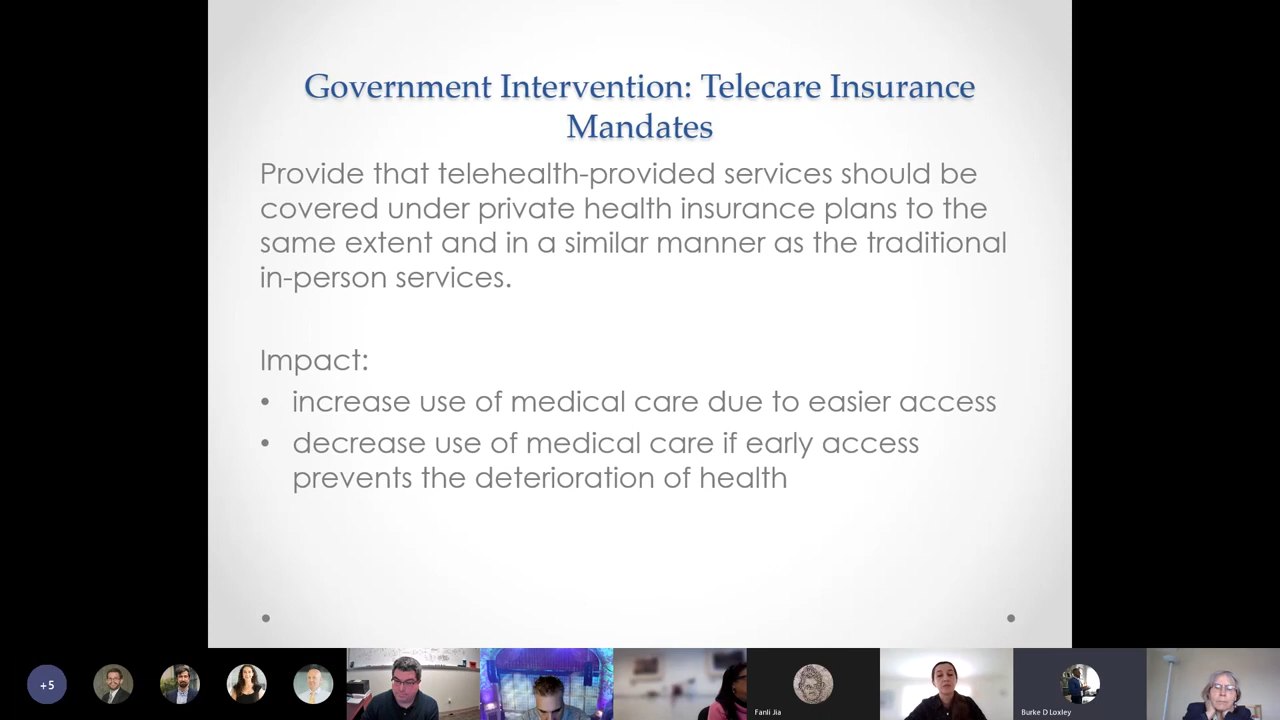 Government Intervention: Telecare Insurance
Mandates
Provide that telehealth-provided services should be
covered under private health insurance plans to the
same extent and in a similar manner as the traditional
in-person services.
Impact:
• increase use of medical care due to easier access
• decrease use of medical care if early access
prevents the deterioration of health
+5
Fanli Jia
Burke D Loxley